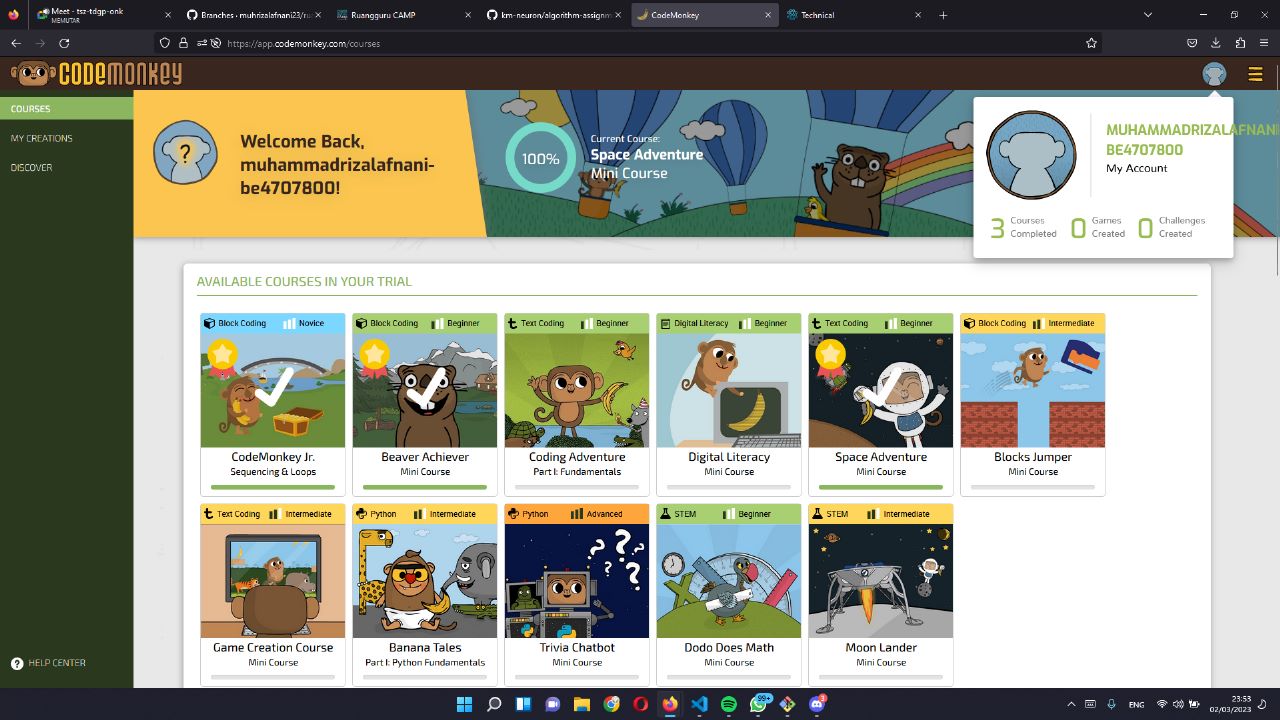 Meet - tsz-tdgp-onk
MEMUTAR
Branches · muhrizalafnani23/ru
Ruangguru CAMP
ltr-neuron/algorithm-assignm
CodeMonkey
Technical
https://app.codemonkey.com/courses
CODEMONKEY
COURSES
MY CREATIONS
DISCOVER
HELP CENTER
?
Welcome Back,
muhammadrizalafnani-
be4707800!
100%
Current Course:
Space Adventure
Mini Course
MUHAMMADRIZALAFNANI
BE4707800
My Account
3 Courses Completed
0 Games Created
0 Challenges Created
AVAILABLE COURSES IN YOUR TRIAL
Block Coding Novice
CodeMonkey Jr.
Sequencing & Loops
Block Coding Beginner
Beaver Achiever
Mini Course
Text Coding Beginner
Coding Adventure
Part I: Fundamentals
Digital Literacy Beginner
Digital Literacy
Mini Course
Text Coding Beginner
Space Adventure
Mini Course
Block Coding Intermediate
Blocks Jumper
Mini Course
Text Coding Intermediate
Game Creation Course
Mini Course
Python Intermediate
Banana Tales
Part I: Python Fundamentals
Python Advanced
? ? ? ?
Trivia Chatbot
Mini Course
STEM Beginner
Dodo Does Math
Mini Course
STEM Intermediate
Moon Lander
Mini Course
99+
3
ENG
23:53
02/03/2023